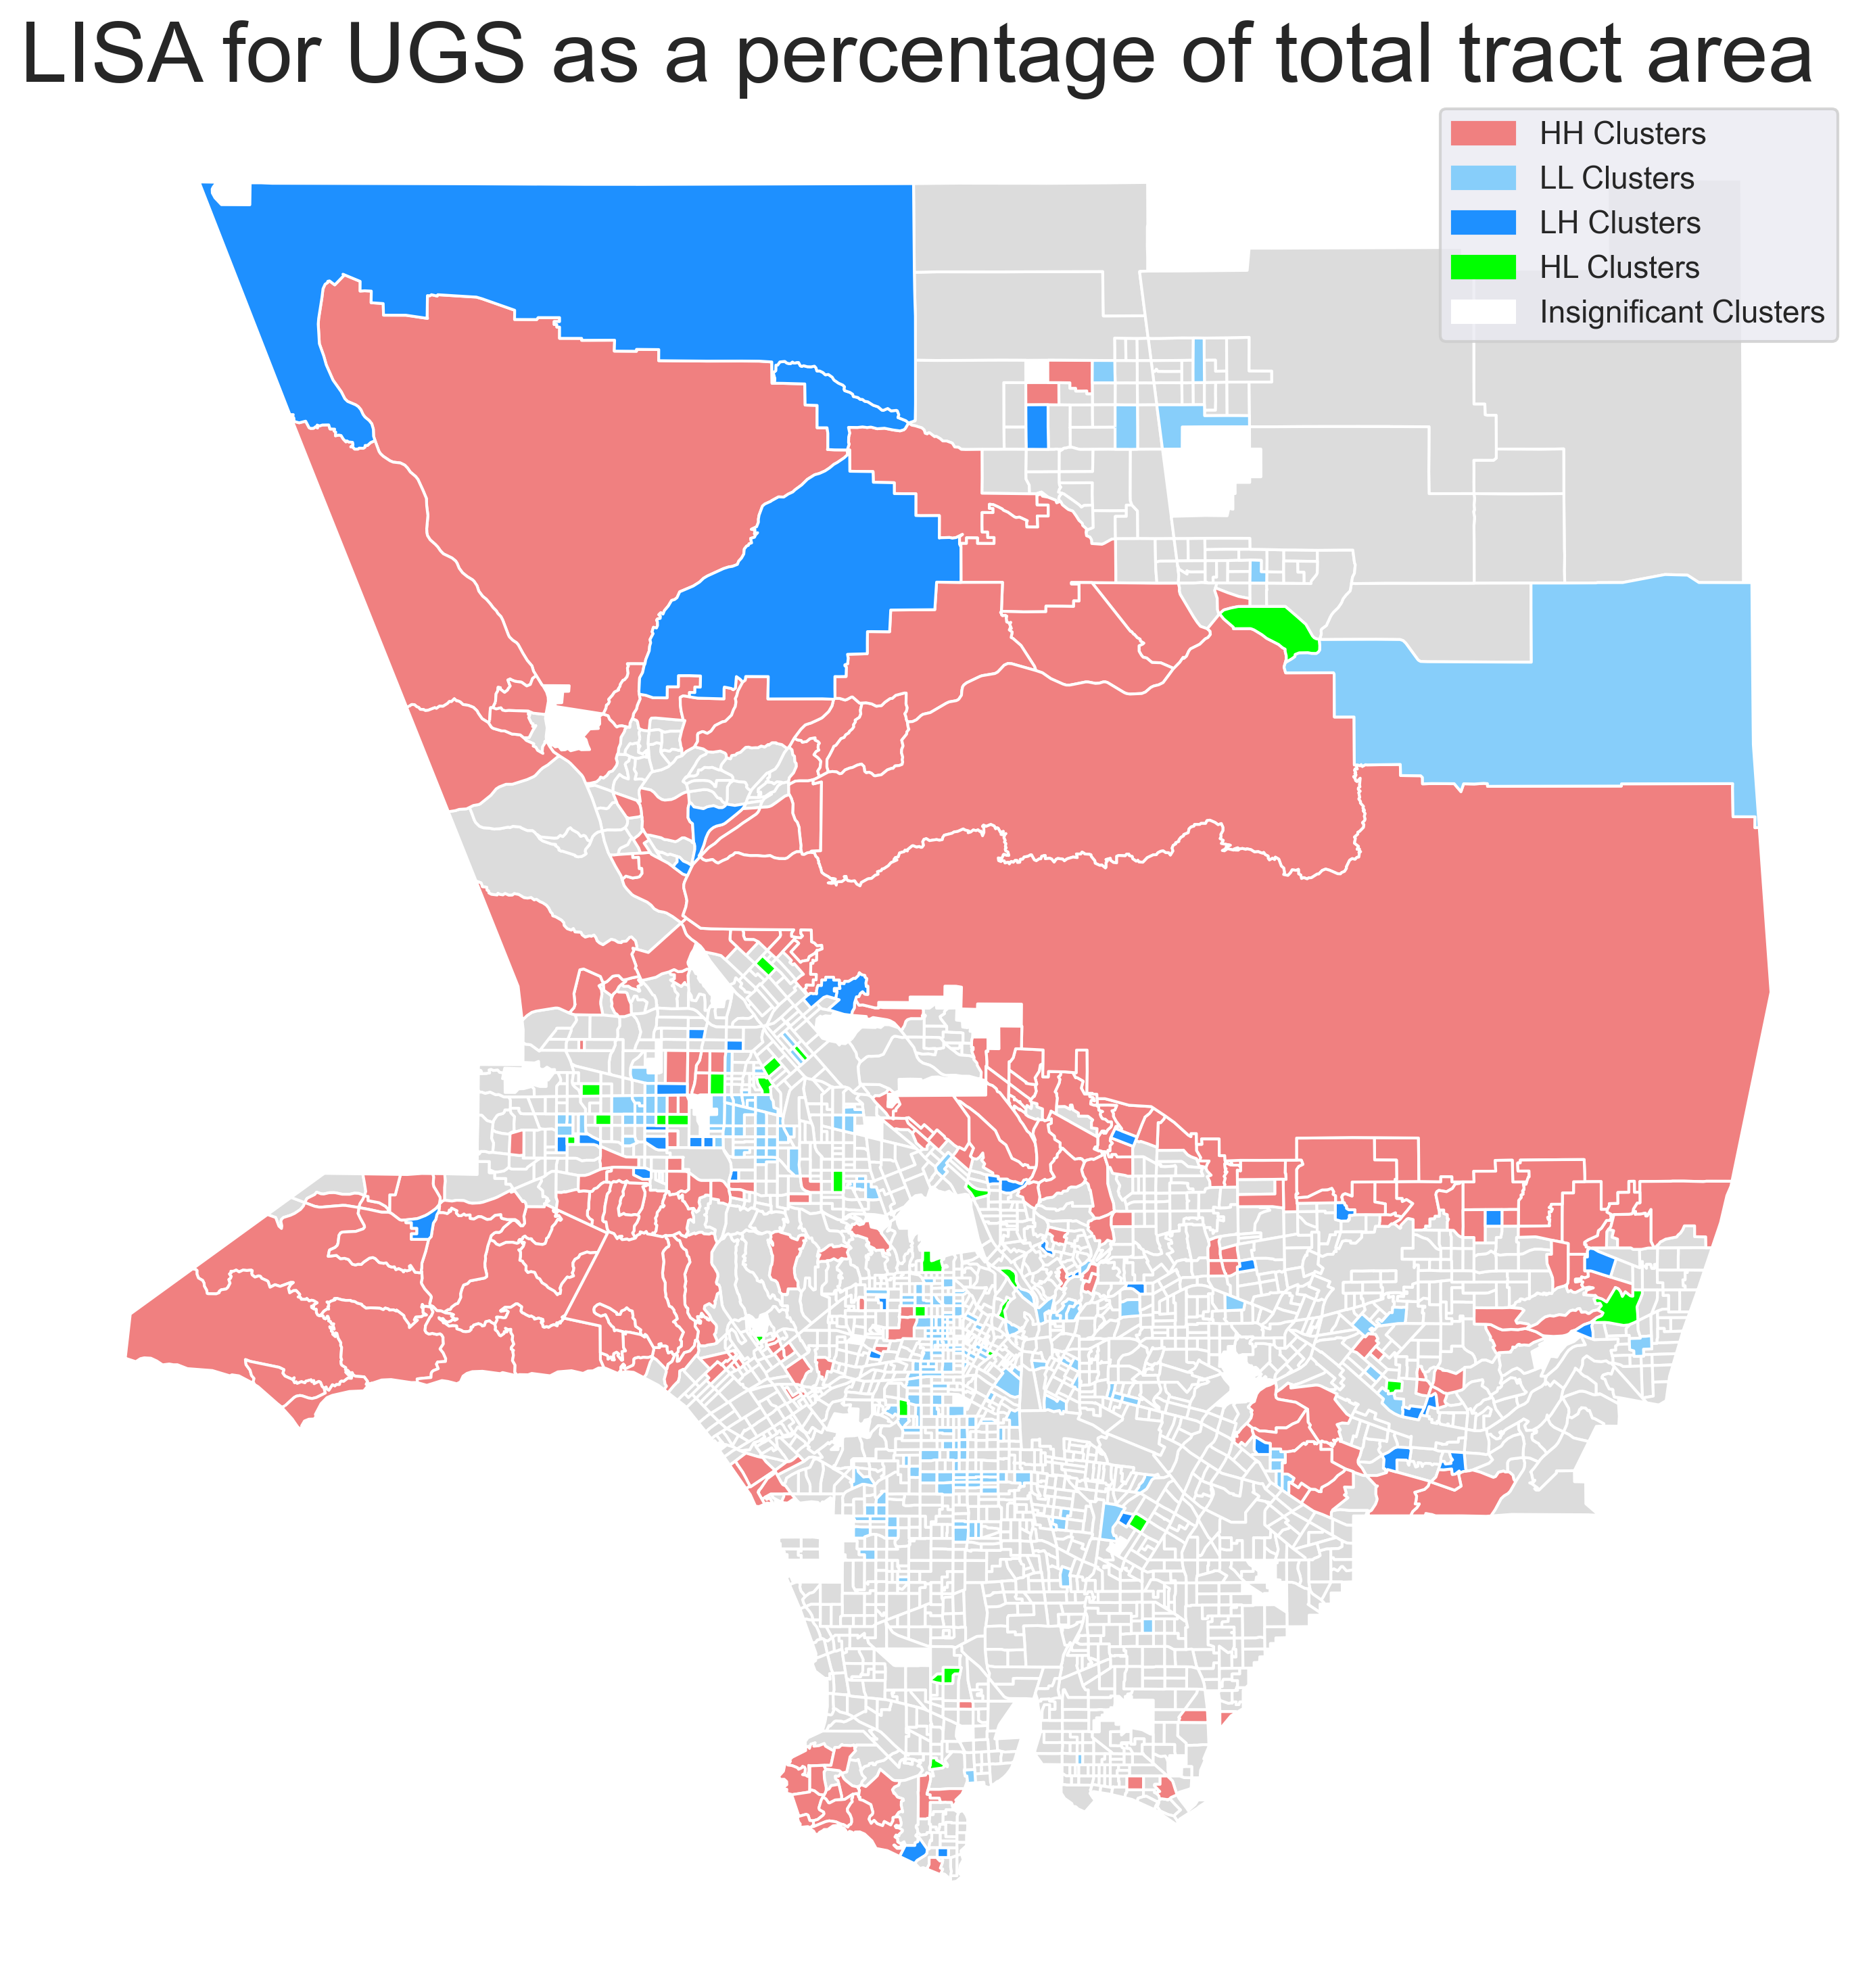 LISA for UGS as a percentage of total tract area
HH Clusters
LL Clusters
LH Clusters
HL Clusters
Insignificant Clusters